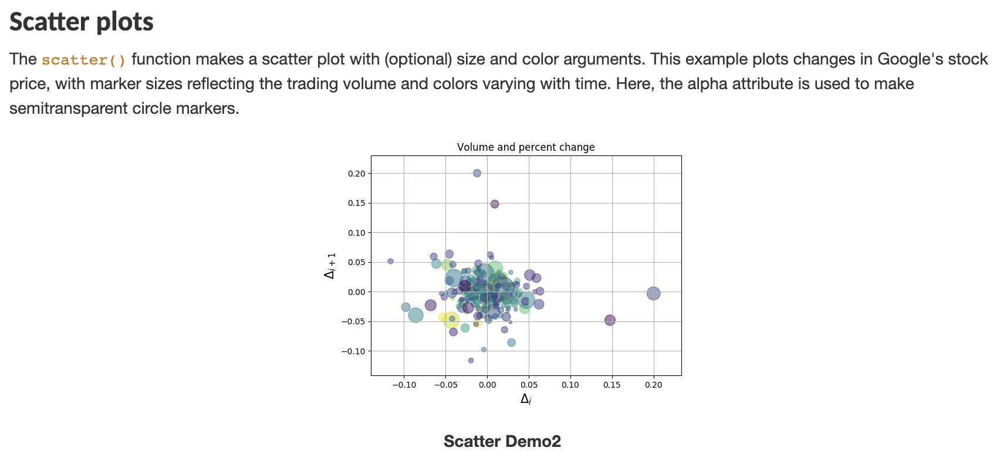 Scatter plots
The scatter() function makes a scatter plot with (optional) size and color arguments. This example plots changes in Google's stock
price, with marker sizes reflecting the trading volume and colors varying with time. Here, the alpha attribute is used to make
semitransparent circle markers.
Volume and percent change
0.20
0.15
0.10
0.05
0.00
−0.05
−0.10
Δi+1
−0.10 −0.05 0.00 0.05 0.10 0.15 0.20
Δi
Scatter Demo2